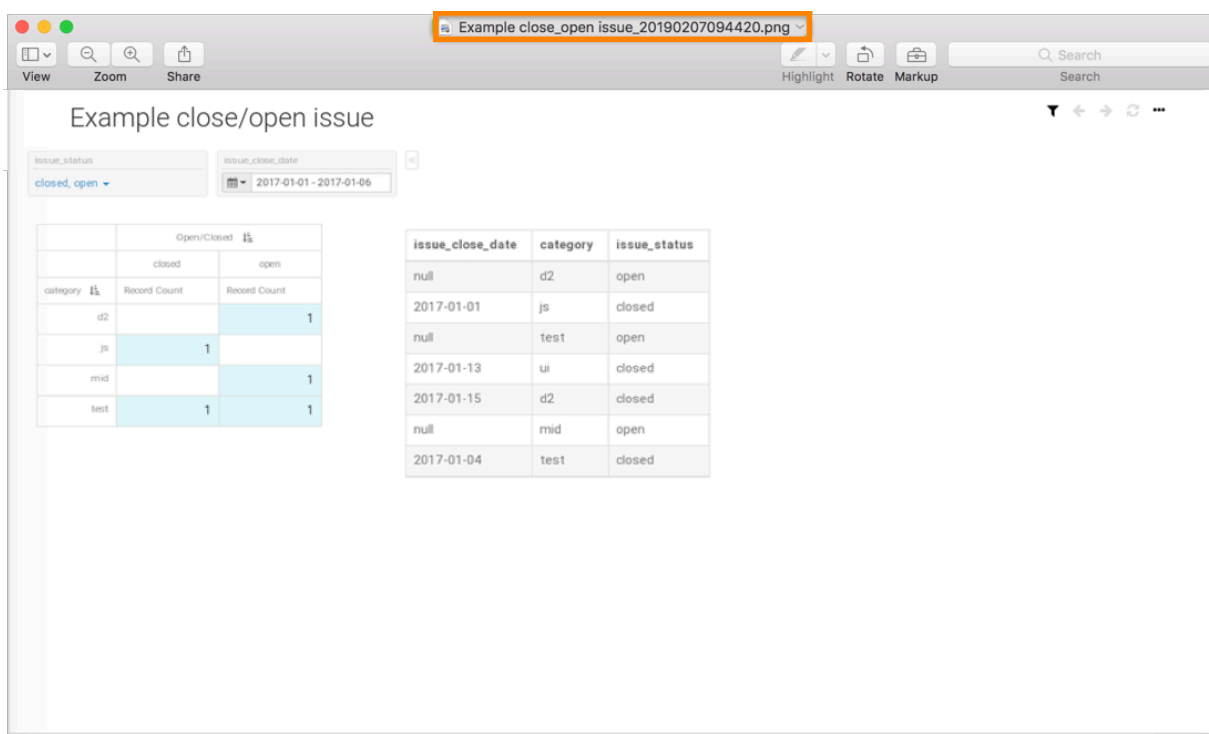 Example close_open issue_20190207094420.png
View Zoom Share Highlight Rotate Markup Search
Search
Example close/open issue
issue_status
closed, open
issue_close_date
2017-01-01 - 2017-01-06
Open/Closed
closed open
category Record Count Record Count
d2 1
js 1
mid 1
test 1 1
issue_close_date category issue_status
null d2 open
2017-01-01 js closed
null test open
2017-01-13 ui closed
2017-01-15 d2 closed
null mid open
2017-01-04 test closed